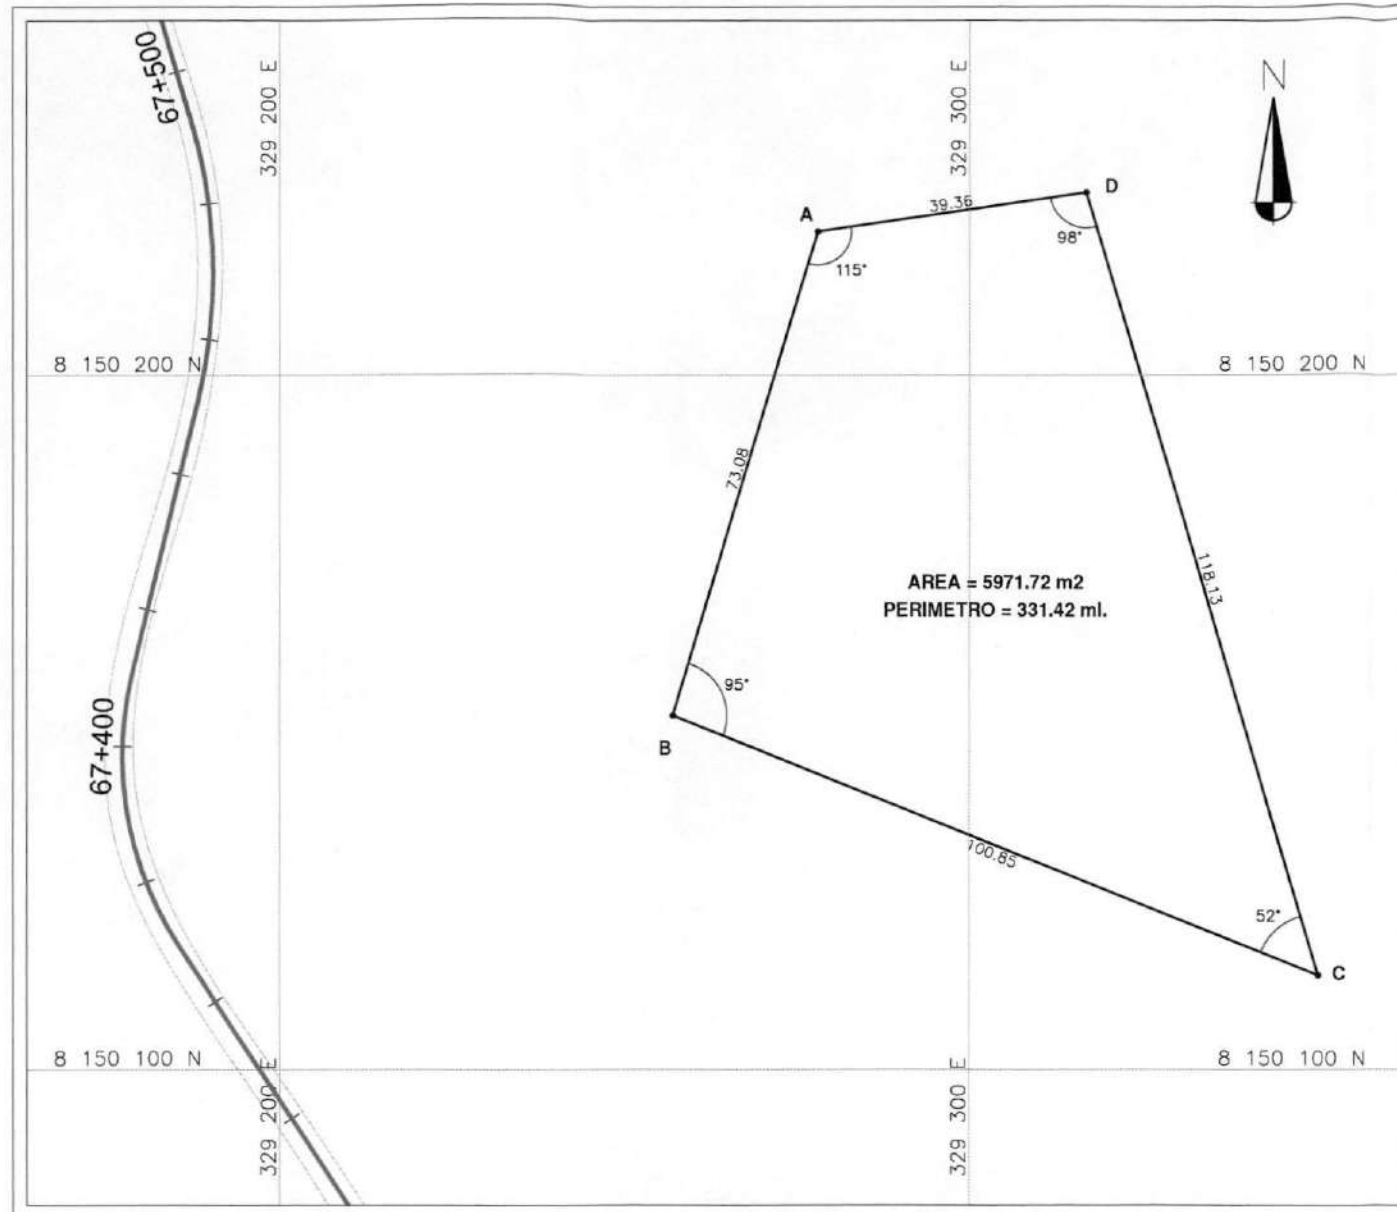 67+500
329 200 E
329 300 E
N
A
39.36
D
115°
98°
8 150 200 N
8 150 200 N
73.08
118.13
AREA = 5971.72 m2
PERIMETRO = 331.42 ml.
95°
67+400
B
100.85
52°
C
8 150 100 N
8 150 100 N
329 200 E
329 300 E